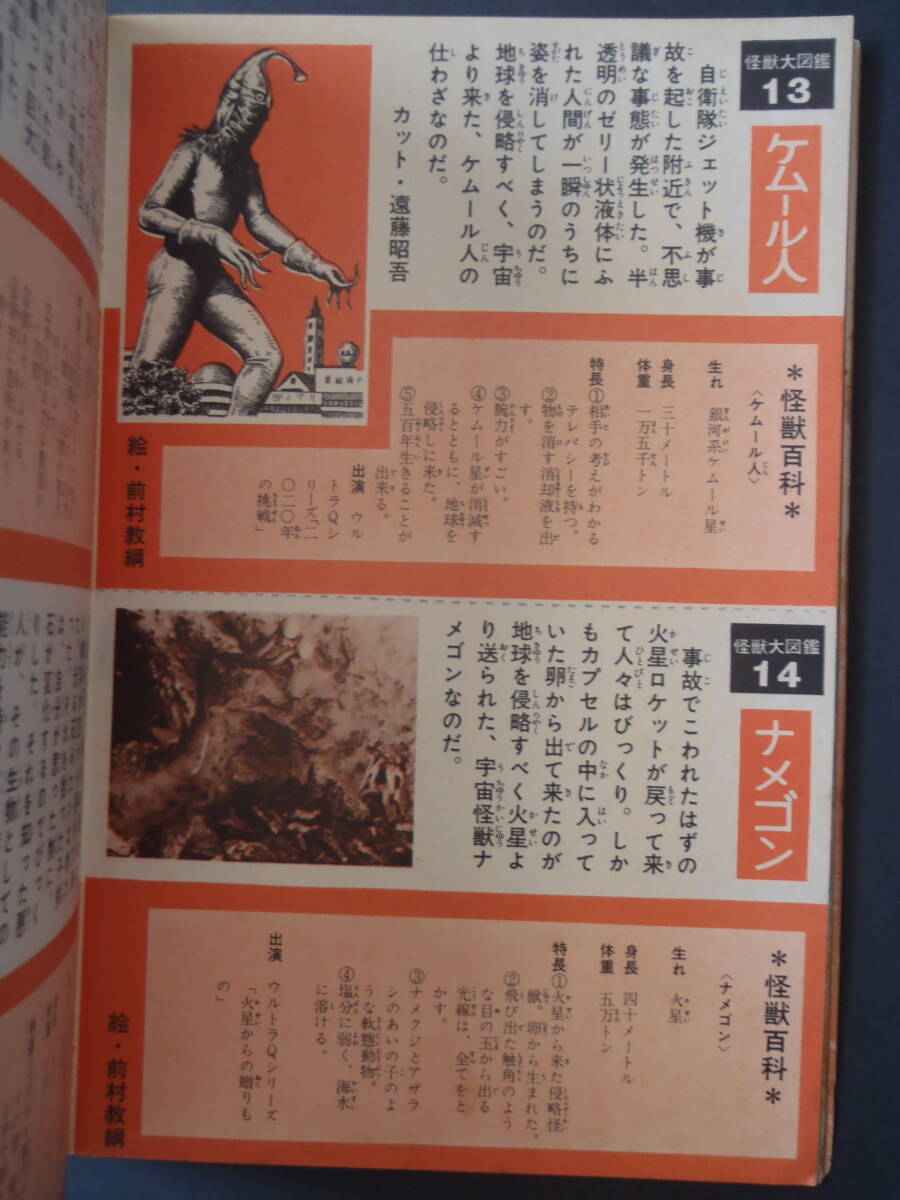 怪獣大図鑑
13
ケムール人
自衛隊ジェット機が事
故を起した附近で、不思
議な事態が発生した。半
透明のゼリー状液体にふ
れた人間が一瞬のうちに
姿を消してしまうのだ。
地球を侵略すべく、宇宙
より来た、ケムール人の
仕わざなのだ。
カット・遠藤昭吾
*怪獣百科*
〈ケムール人〉
生れ 銀河系ケムール星
身長 三十メートル
体重 一万五千トン
特長①相手の考えがわかる
テレパシーを持つ。
②物を消す消却液を出
す。
③腕力がすごい。
④ケムール星が消滅す
るとともに、地球を
侵略しに来た。
⑤五百年生きることが
出来る。
出演 ウル
トラQシ
リーズ「二
〇二〇年
の挑戦」
絵・前村教綱
怪獣大図鑑
14
ナメゴン
事故でこわれたはずの
火星ロケットが戻って来
て人々はびっくり。しか
もカプセルの中に入って
いた卵から出て来たのが
地球を侵略すべく火星よ
り送られた、宇宙怪獣ナ
メゴンなのだ。
*怪獣百科*
〈ナメゴン〉
生れ 火星
身長 四十メートル
体重 五万トン
特長①火星から来た侵略怪
獣。卵から生まれた。
②飛び出た触角のよう
な目の玉から出る
光線は、全てをと
かす。
③ナメクジとアザラ
シのあいの子のよ
うな軟態動物。
④塩分に弱く、海水
に溶ける。
出演 ウルトラQシリーズ
「火星からの贈りも
の」
絵・前村教綱